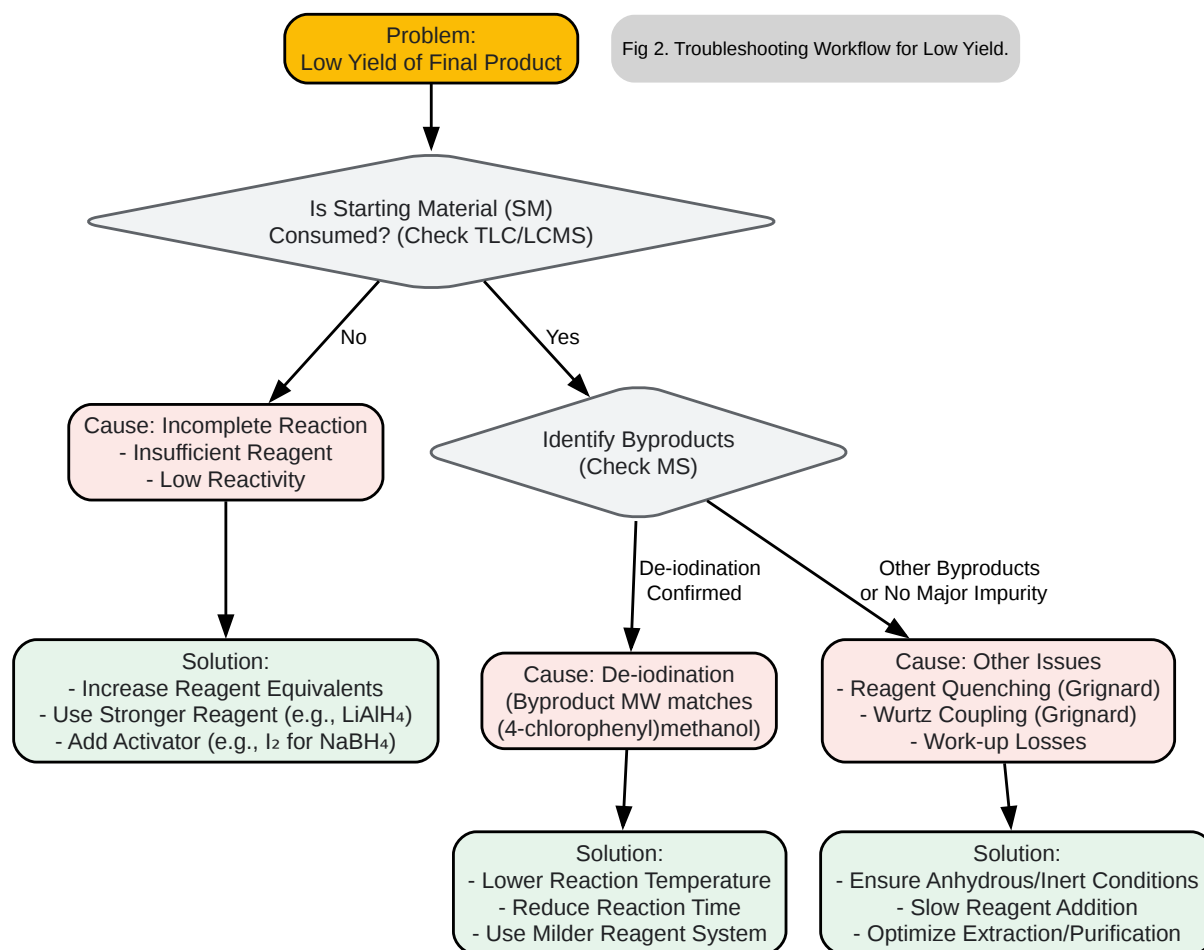 Problem:
Low Yield of Final Product
Fig 2. Troubleshooting Workflow for Low Yield.
Is Starting Material (SM)
Consumed? (Check TLC/LCMS)
No
Yes
Cause: Incomplete Reaction
- Insufficient Reagent
- Low Reactivity
Identify Byproducts
(Check MS)
De-iodination
Confirmed
Other Byproducts
or No Major Impurity
Solution:
- Increase Reagent Equivalents
- Use Stronger Reagent (e.g., LiAlH₄)
- Add Activator (e.g., I₂ for NaBH₄)
Cause: De-iodination
(Byproduct MW matches
(4-chlorophenyl)methanol)
Cause: Other Issues
- Reagent Quenching (Grignard)
- Wurtz Coupling (Grignard)
- Work-up Losses
Solution:
- Lower Reaction Temperature
- Reduce Reaction Time
- Use Milder Reagent System
Solution:
- Ensure Anhydrous/Inert Conditions
- Slow Reagent Addition
- Optimize Extraction/Purification